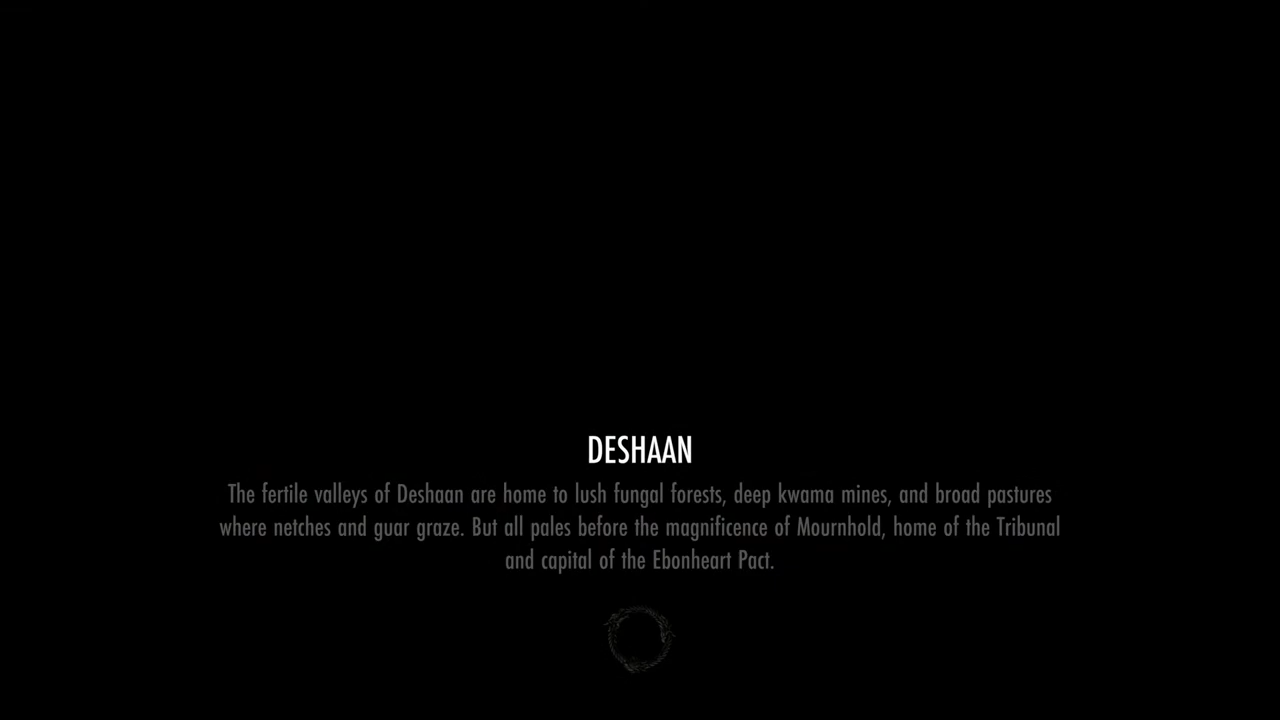 DESHAAN
The fertile valleys of Deshaan are home to lush fungal forests, deep kwama mines, and broad pastures
where netches and guar graze. But all pales before the magnificence of Mournhold, home of the Tribunal
and capital of the Ebonheart Pact.